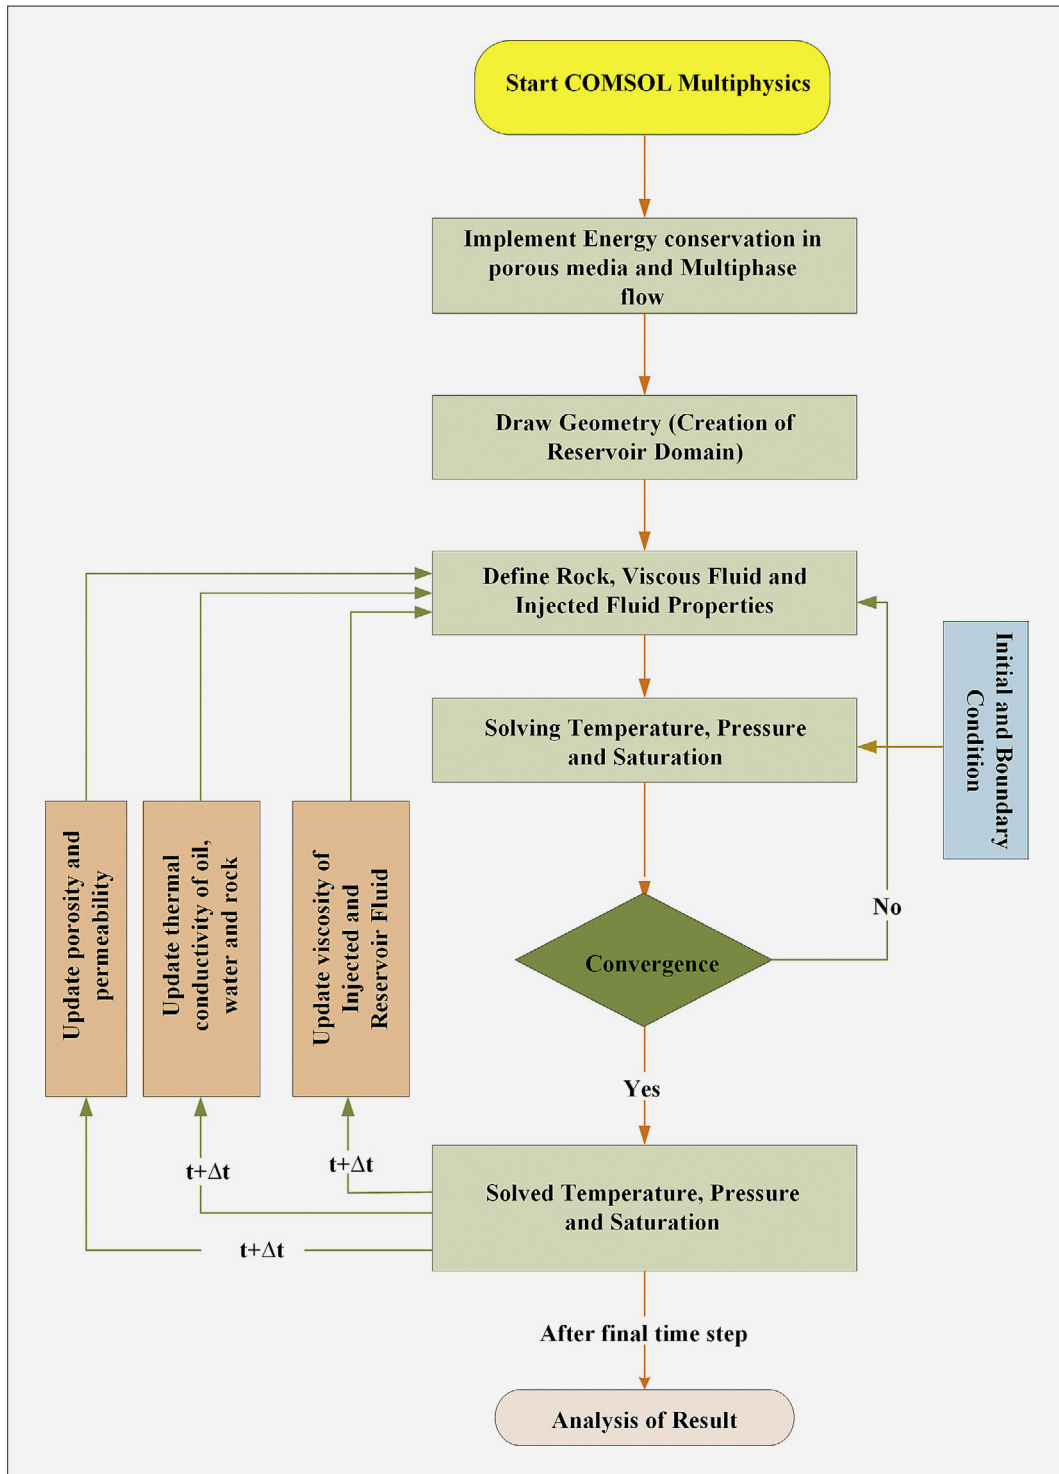 Start COMSOL Multiphysics
Implement Energy conservation in
porous media and Multiphase
flow
Draw Geometry (Creation of
Reservoir Domain)
Define Rock, Viscous Fluid and
Injected Fluid Properties
Solving Temperature, Pressure
and Saturation
Initial and Boundary
Condition
Update porosity and
permeability
Update thermal
conductivity of oil,
water and rock
Update viscosity of
Injected and
Reservoir Fluid
No
Convergence
Yes
t+Δt
t+Δt
t+Δt
Solved Temperature, Pressure
and Saturation
After final time step
Analysis of Result